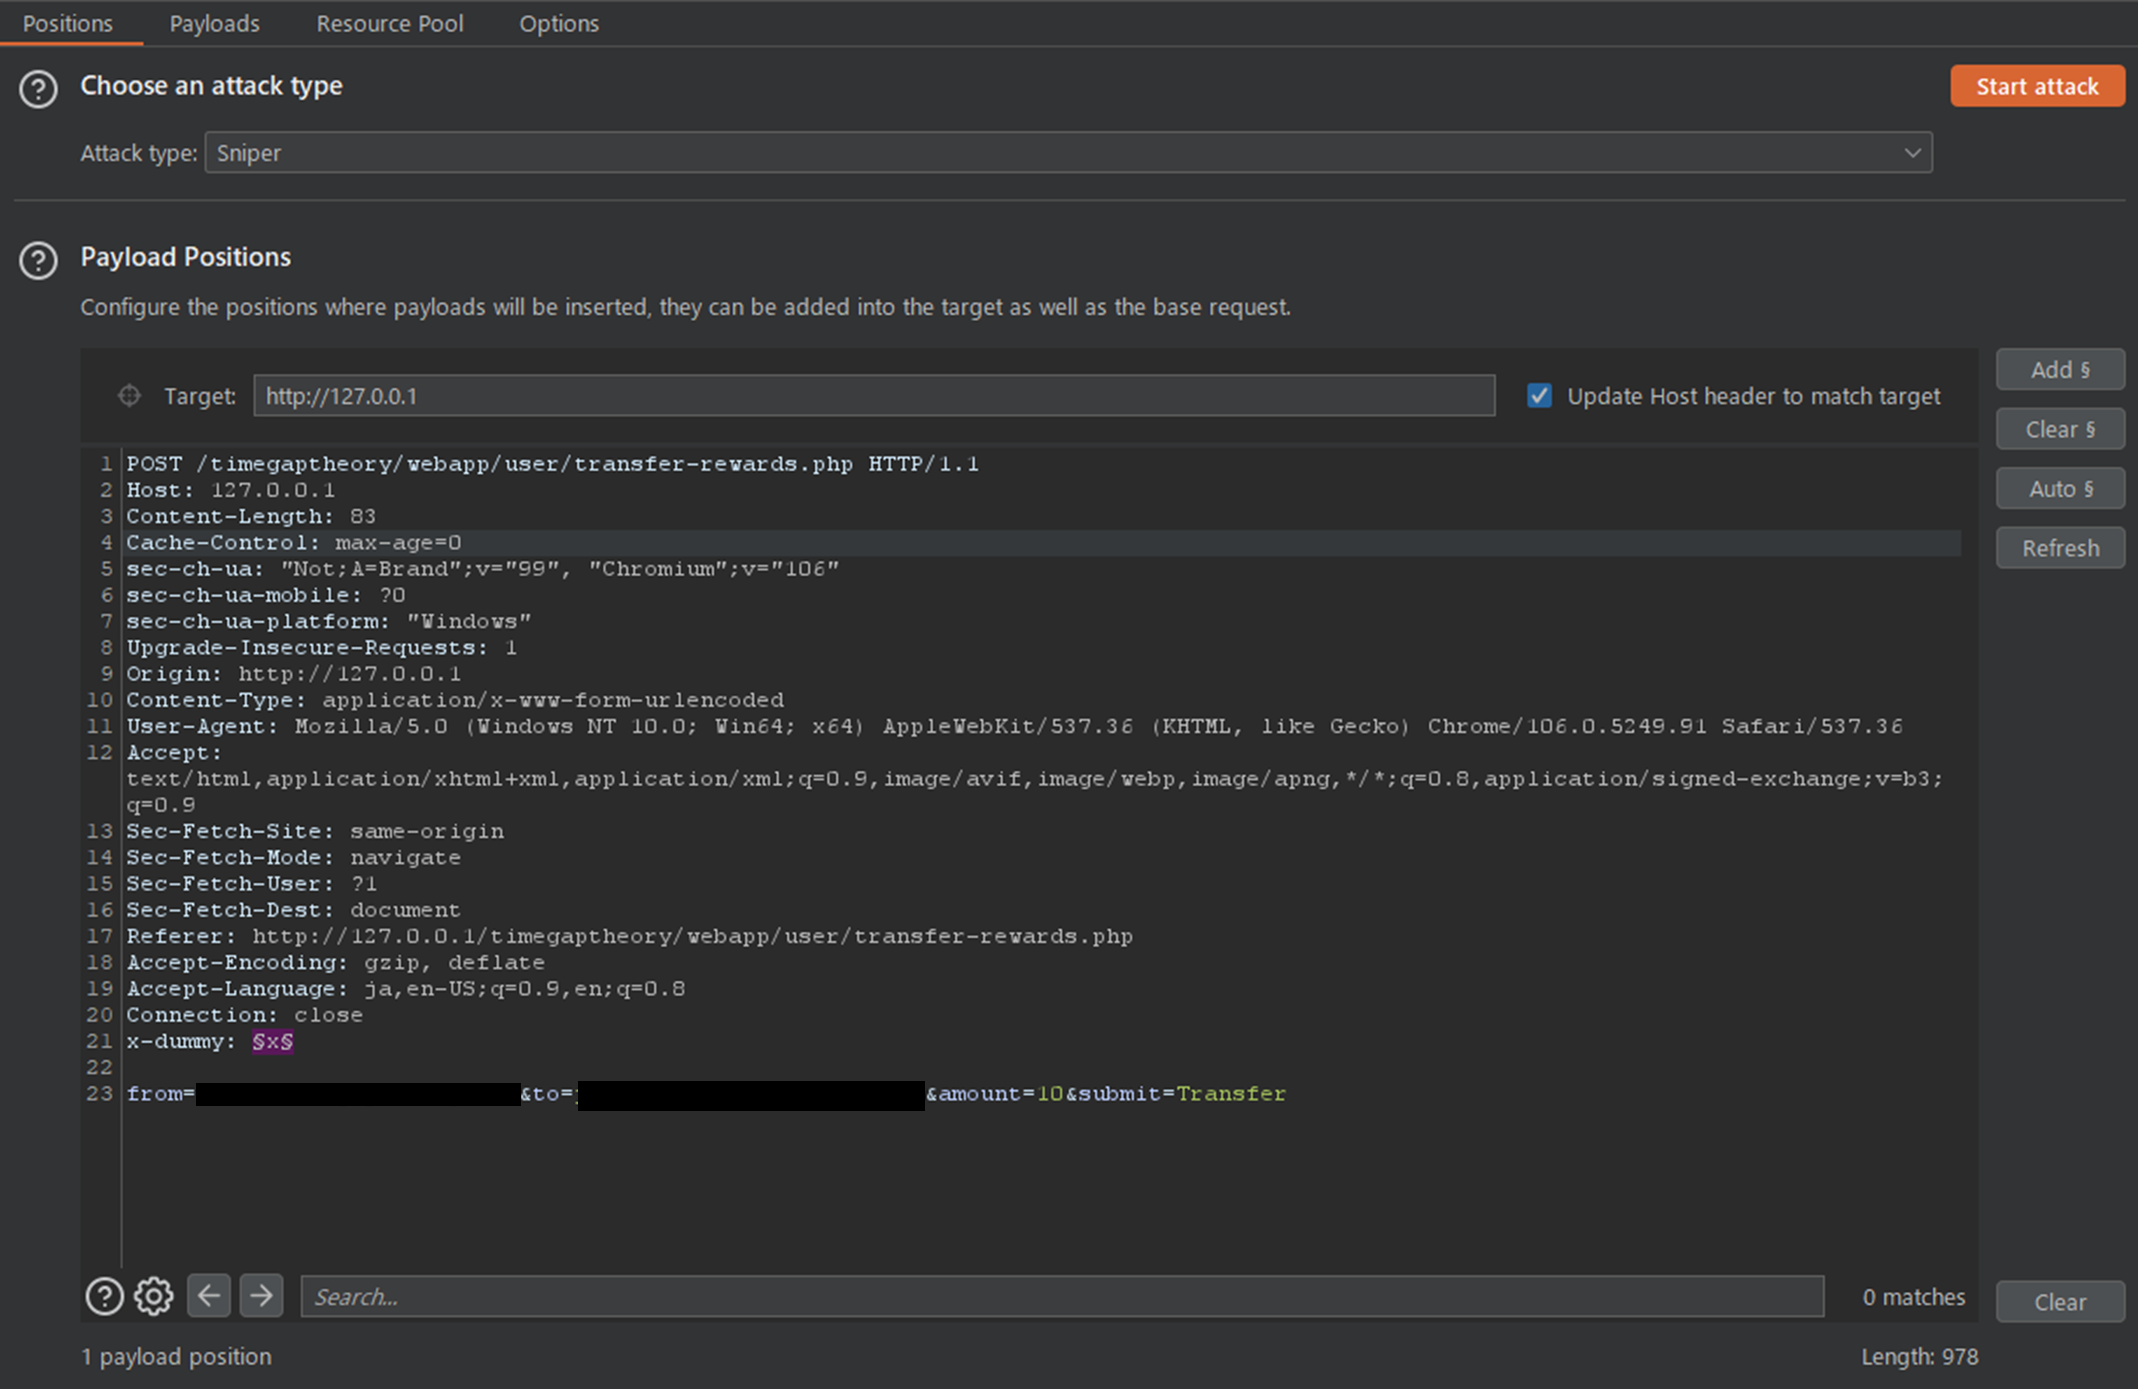 Positions Payloads Resource Pool Options
Choose an attack type
Start attack
Attack type: Sniper
Payload Positions
Configure the positions where payloads will be inserted, they can be added into the target as well as the base request.
Target: http://127.0.0.1 Update Host header to match target
Add §
Clear §
Auto §
Refresh
1 POST /timegaptheory/webapp/user/transfer-rewards.php HTTP/1.1
2 Host: 127.0.0.1
3 Content-Length: 83
4 Cache-Control: max-age=0
5 sec-ch-ua: "Not;A=Brand";v="99", "Chromium";v="106"
6 sec-ch-ua-mobile: ?0
7 sec-ch-ua-platform: "Windows"
8 Upgrade-Insecure-Requests: 1
9 Origin: http://127.0.0.1
10 Content-Type: application/x-www-form-urlencoded
11 User-Agent: Mozilla/5.0 (Windows NT 10.0; Win64; x64) AppleWebKit/537.36 (KHTML, like Gecko) Chrome/106.0.5249.91 Safari/537.36
12 Accept:
text/html,application/xhtml+xml,application/xml;q=0.9,image/avif,image/webp,image/apng,*/*;q=0.8,application/signed-exchange;v=b3;
q=0.9
13 Sec-Fetch-Site: same-origin
14 Sec-Fetch-Mode: navigate
15 Sec-Fetch-User: ?1
16 Sec-Fetch-Dest: document
17 Referer: http://127.0.0.1/timegaptheory/webapp/user/transfer-rewards.php
18 Accept-Encoding: gzip, deflate
19 Accept-Language: ja,en-US;q=0.9,en;q=0.8
20 Connection: close
21 x-dummy: §x§
22
23 from= &to= &amount=10&submit=Transfer
Search...
0 matches
Clear
1 payload position
Length: 978